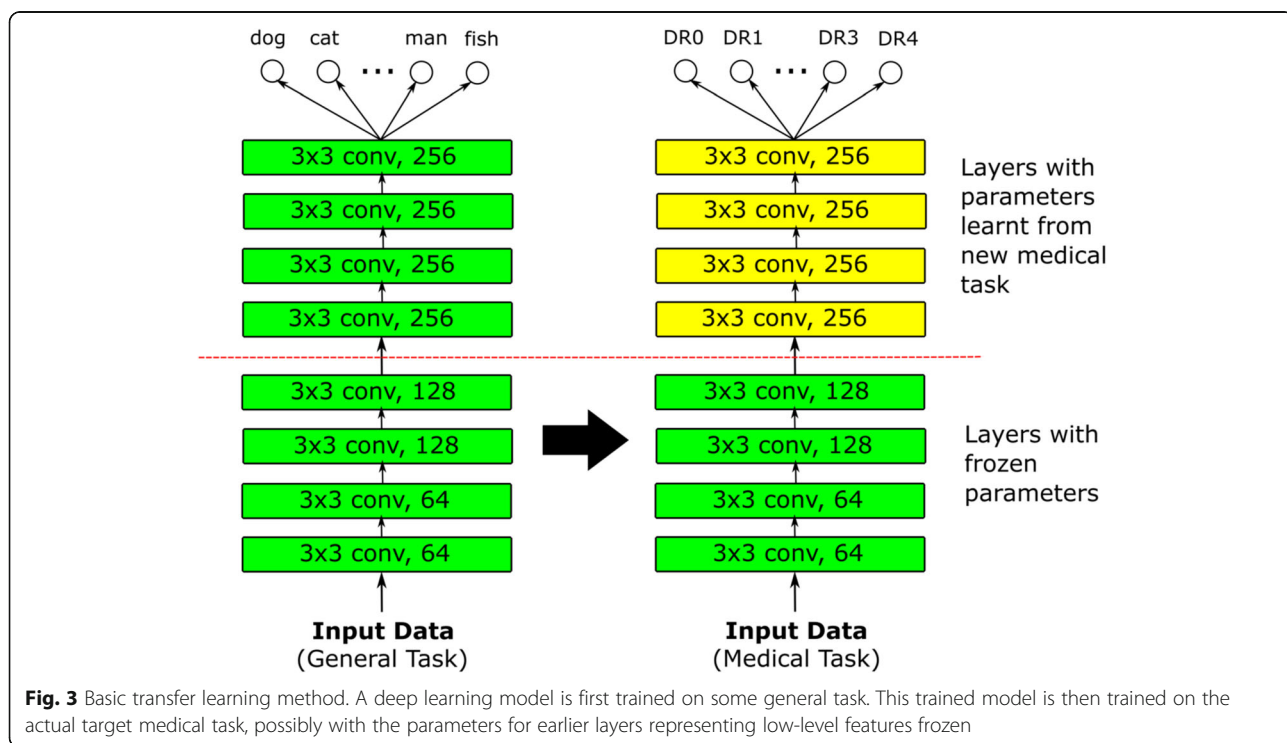 dog cat ... man fish
3x3 conv, 256
3x3 conv, 256
3x3 conv, 256
3x3 conv, 256
3x3 conv, 128
3x3 conv, 128
3x3 conv, 64
3x3 conv, 64
Input Data
(General Task)
DR0 DR1 ... DR3 DR4
3x3 conv, 256
3x3 conv, 256
3x3 conv, 256
3x3 conv, 256
3x3 conv, 128
3x3 conv, 128
3x3 conv, 64
3x3 conv, 64
Input Data
(Medical Task)
Layers with
parameters
learnt from
new medical
task
Layers with
frozen
parameters
Fig. 3 Basic transfer learning method. A deep learning model is first trained on some general task. This trained model is then trained on the
actual target medical task, possibly with the parameters for earlier layers representing low-level features frozen